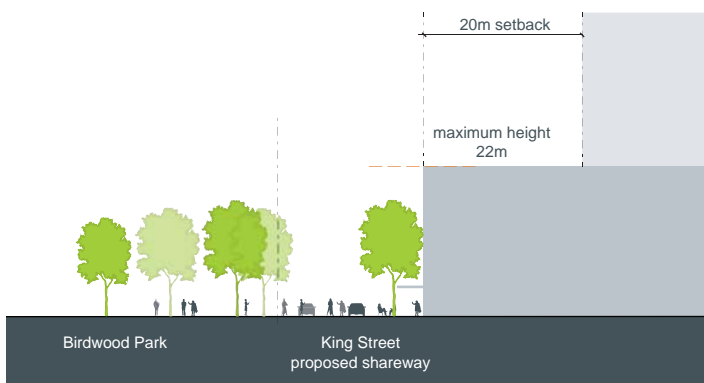 20m setback
maximum height
22m
Birdwood Park
King Street
proposed shareway